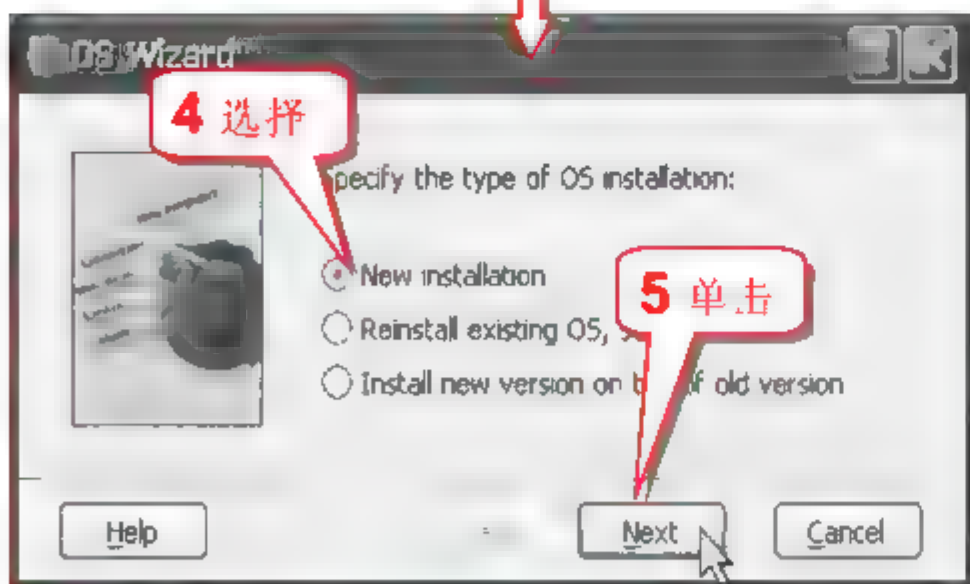 OS Wizard
4 选择
Specify the type of OS installation:
New installation
Reinstall existing OS,
5 单击
Install new version on of old version
Help
Next
Cancel